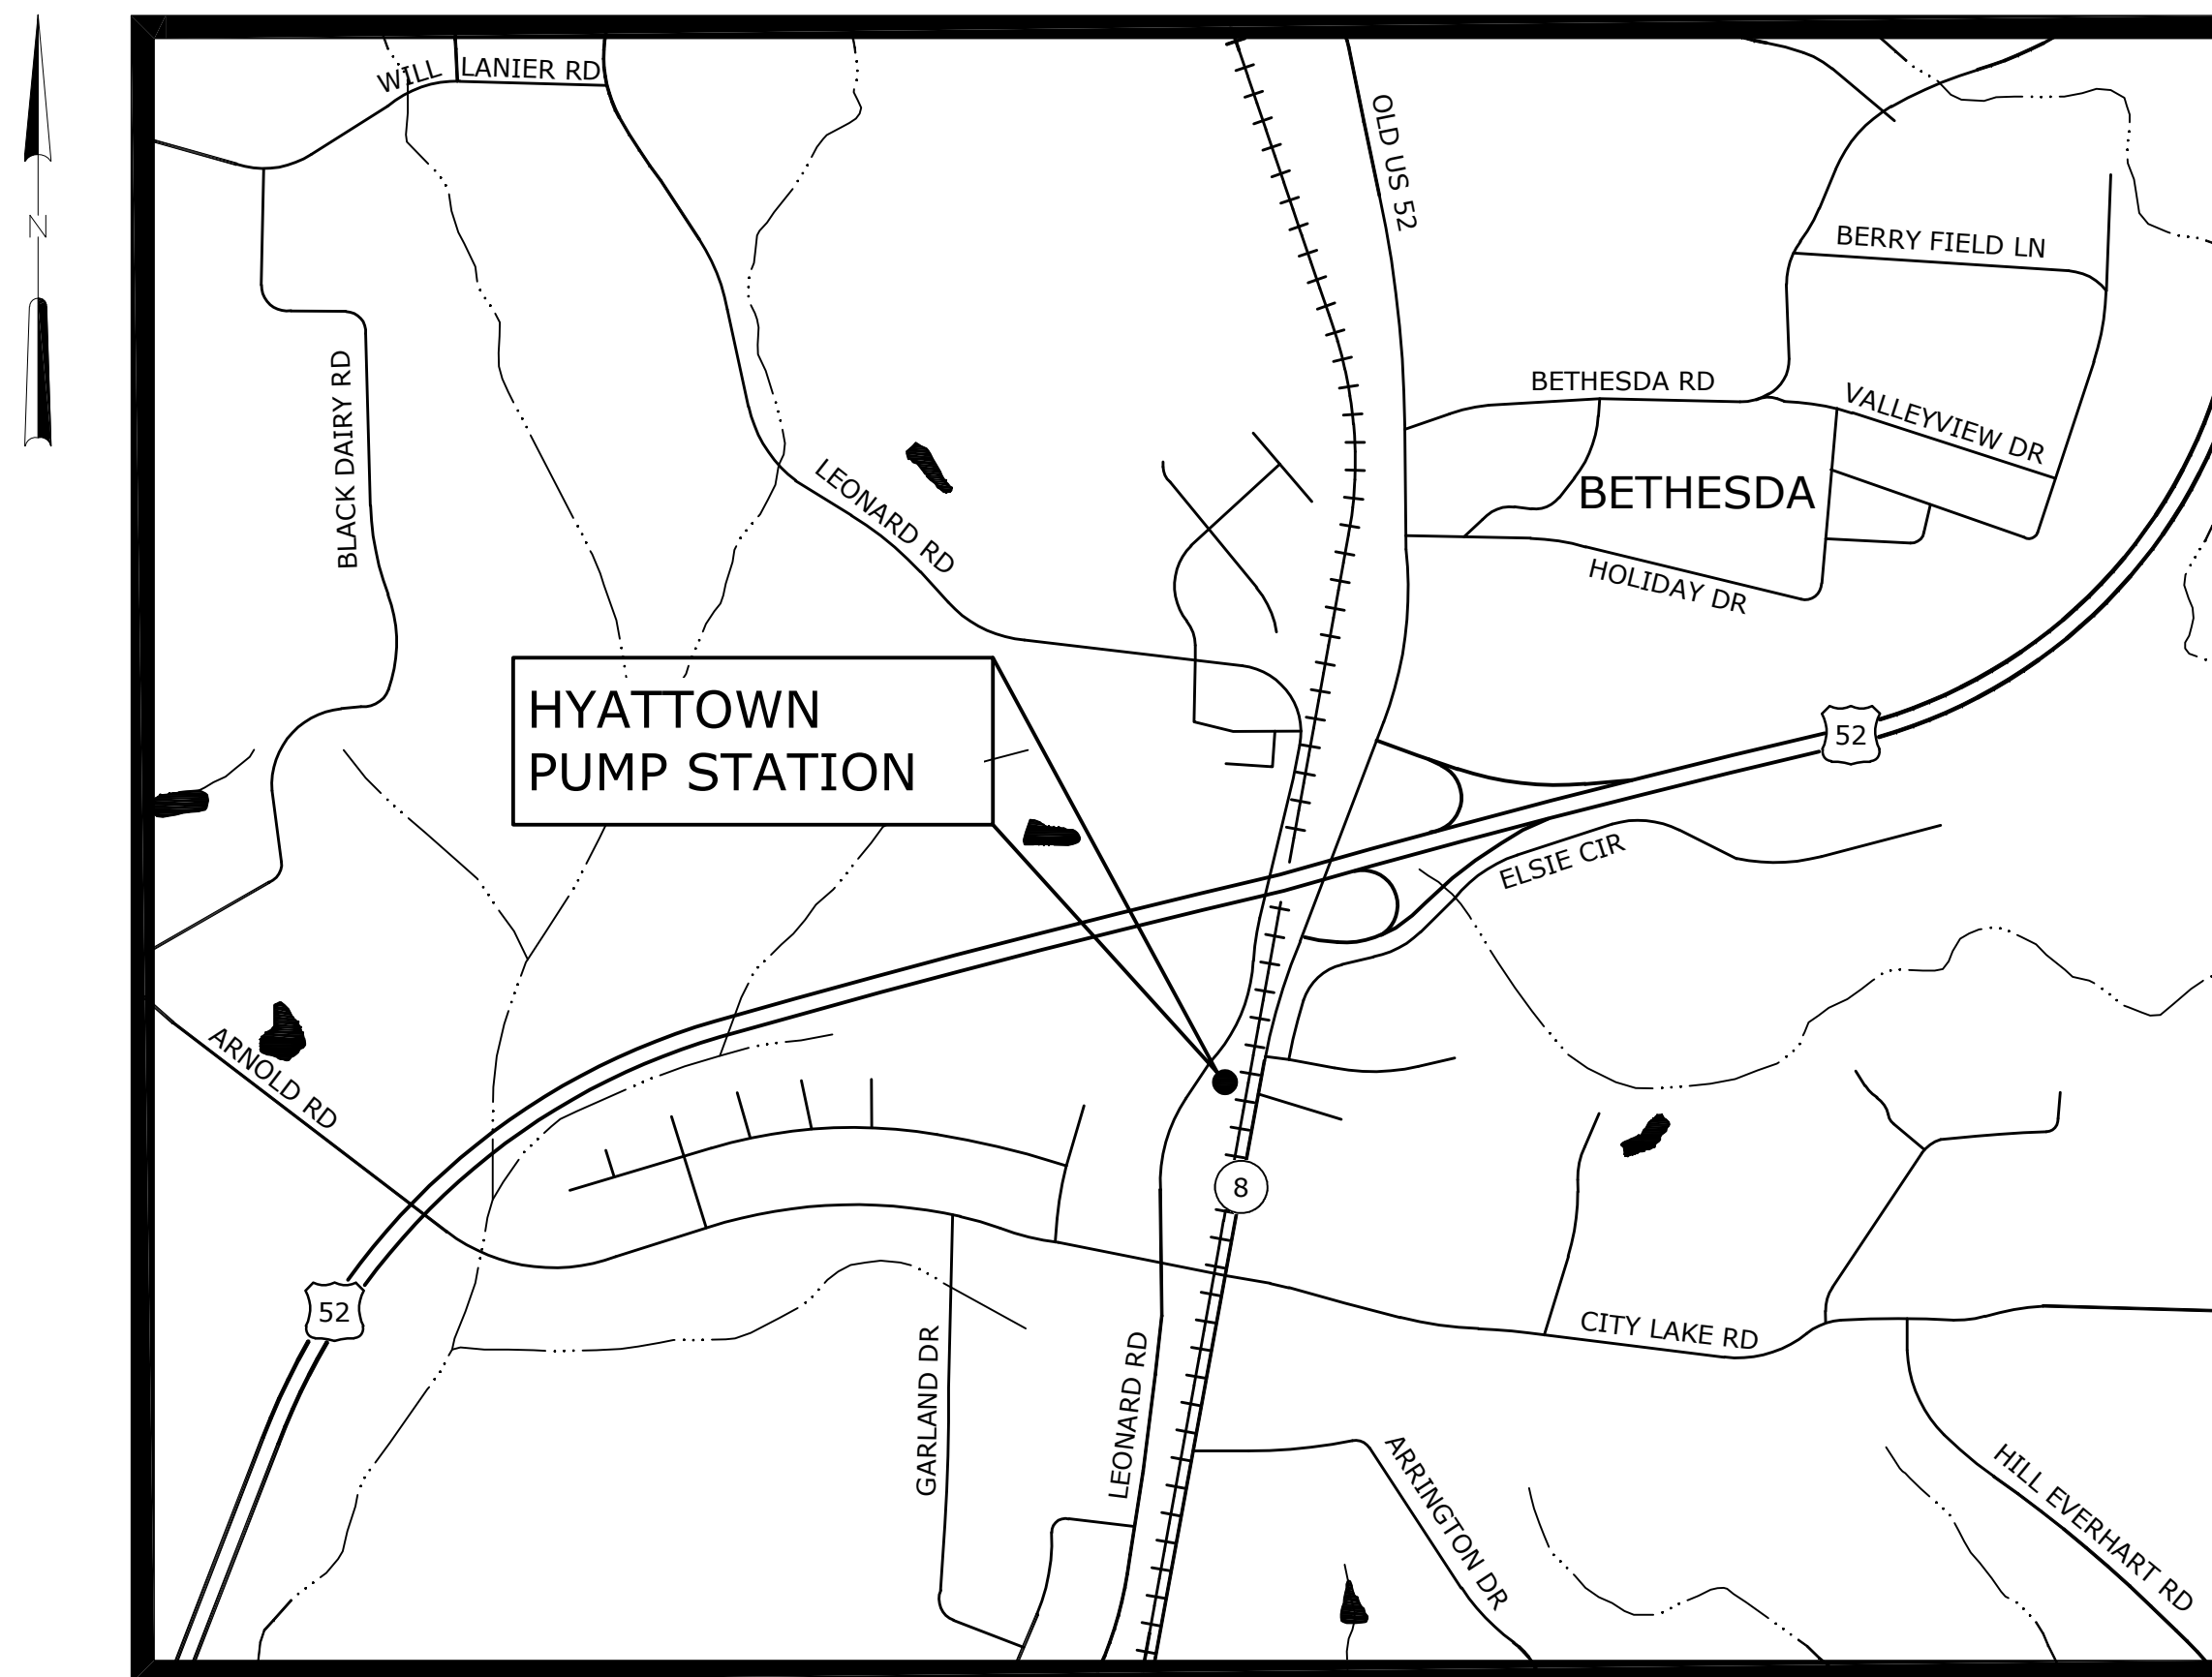 WILL LANIER RD
OLD US 52
N
BERRY FIELD LN
BLACK DAIRY RD
BETHESDA RD
VALLEYVIEW DR
LEONARD RD
BETHESDA
HOLIDAY DR
HYATTOWN
PUMP STATION
52
ELSIE CIR
ARNOLD RD
8
52
CITY LAKE RD
GARLAND DR
LEONARD RD
ARRINGTON DR
HILL EVERHART RD